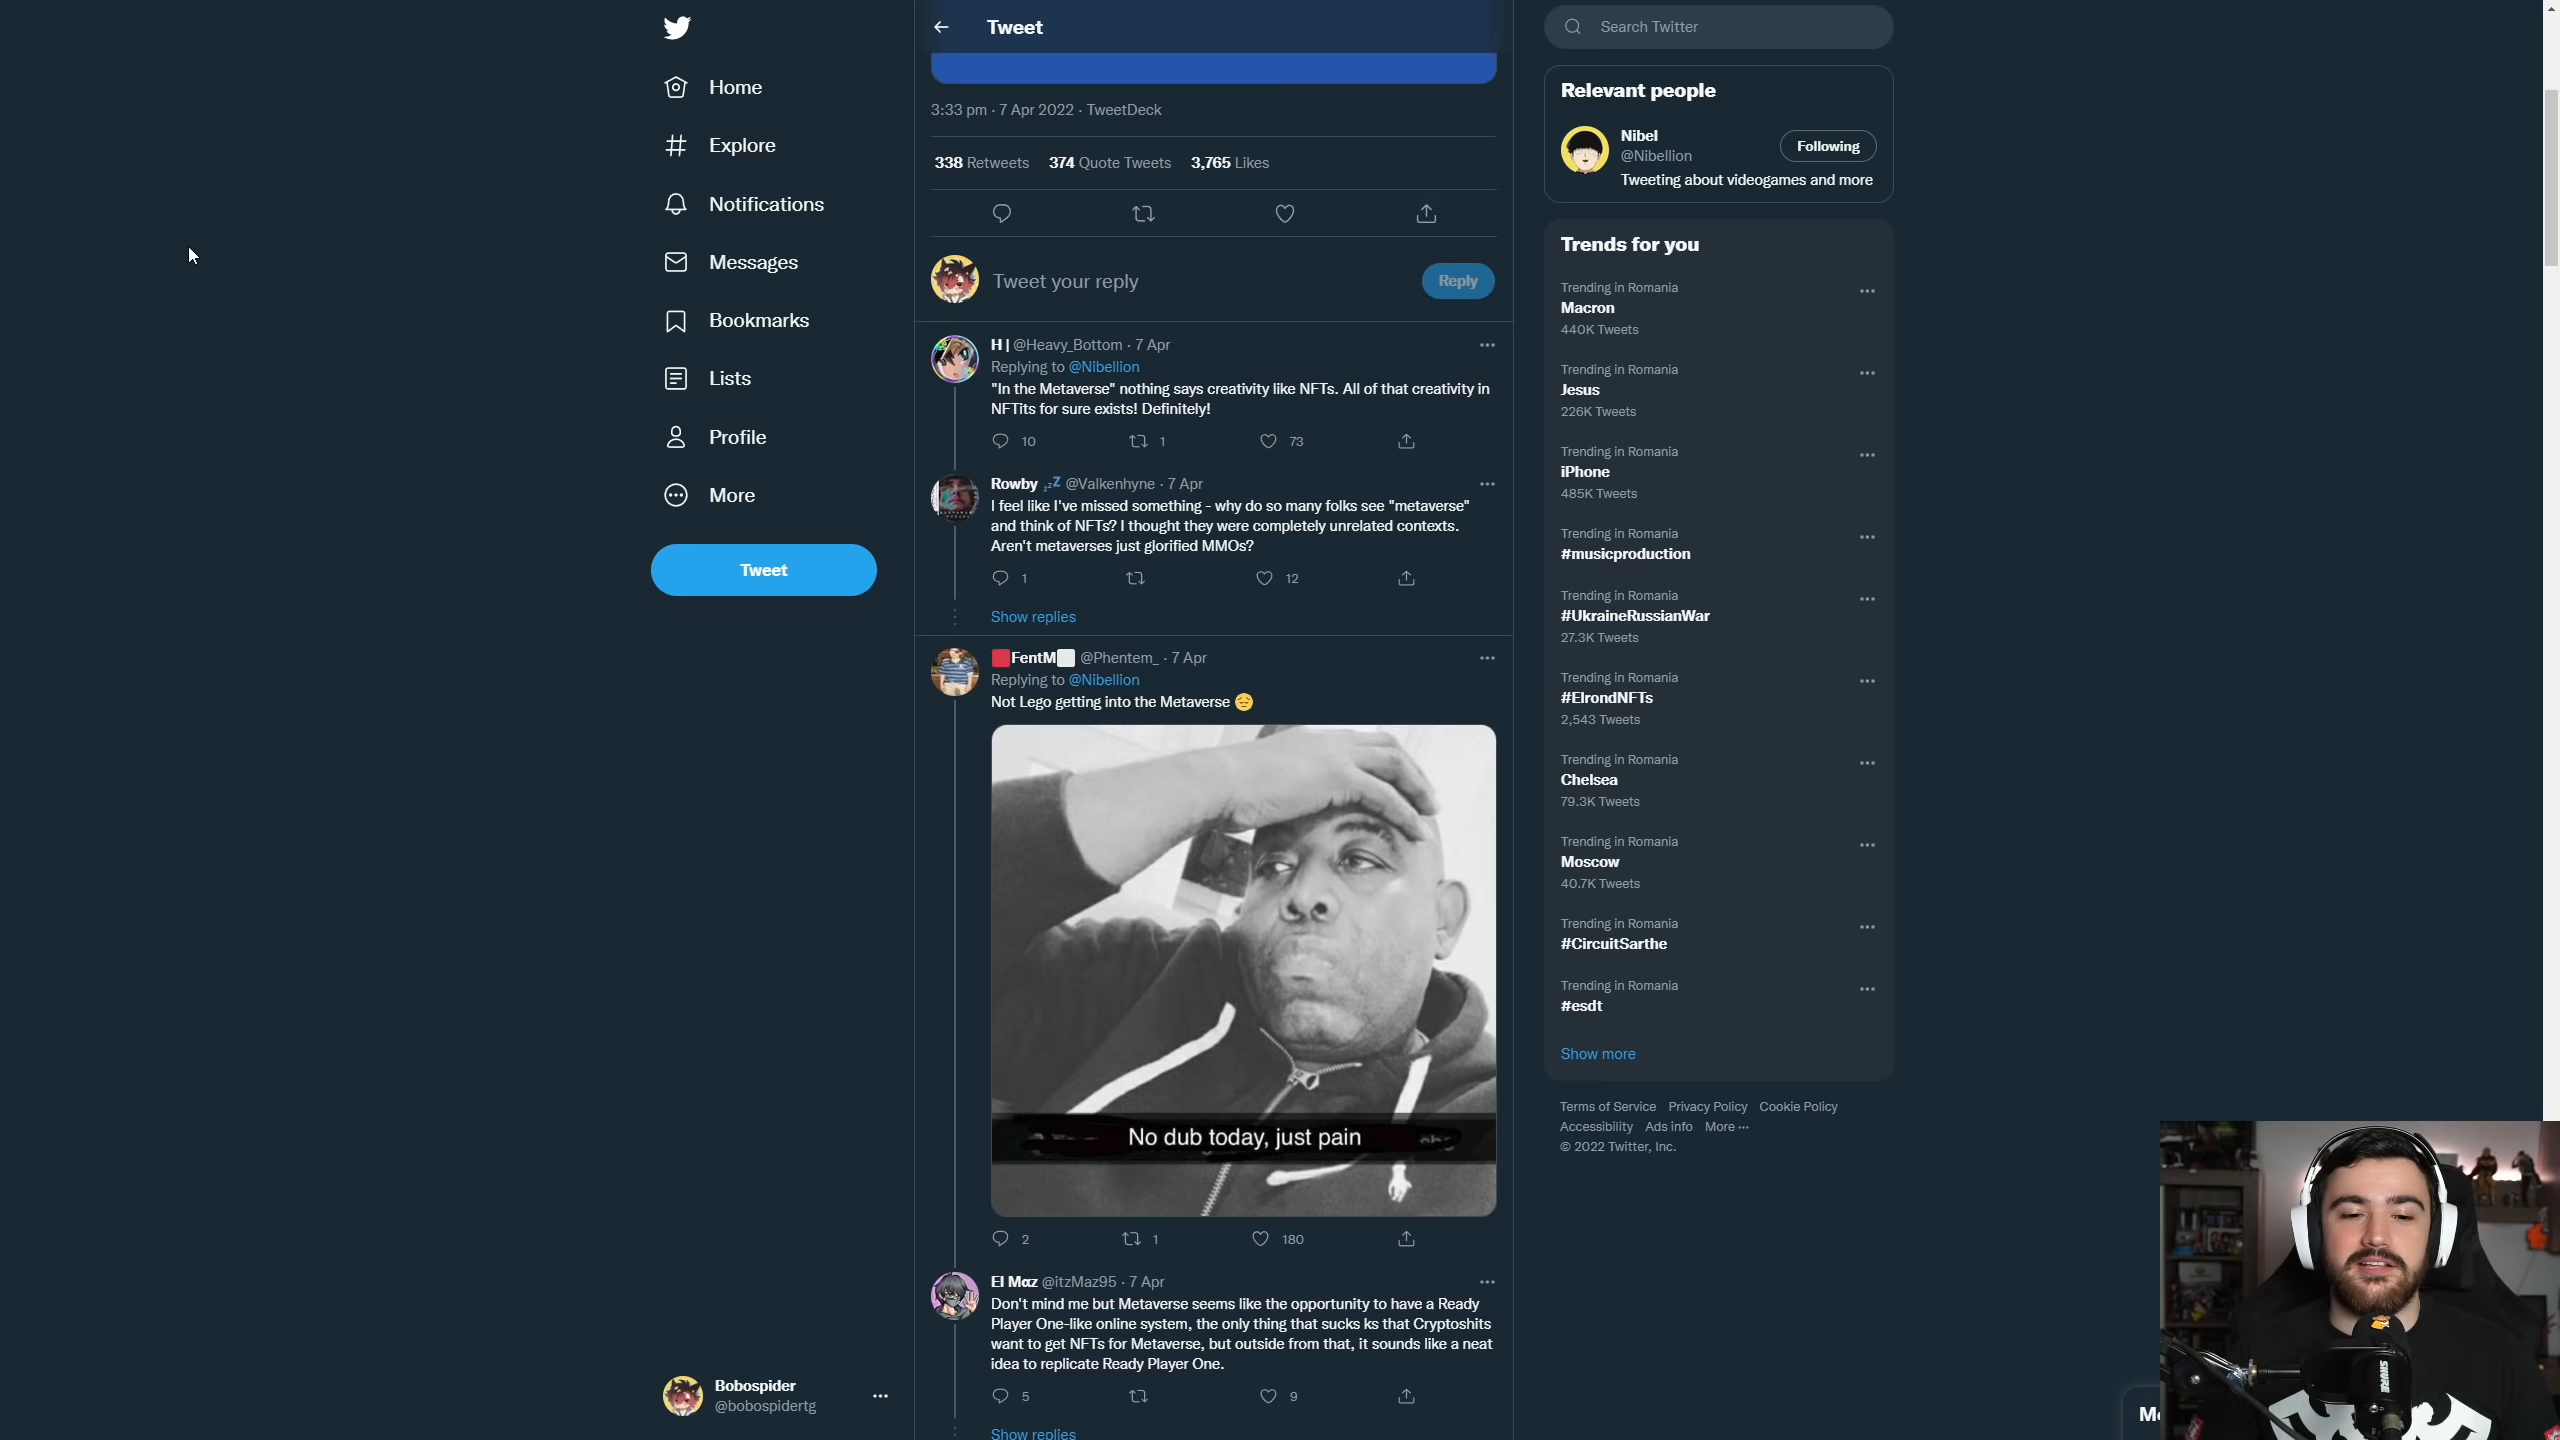 Home
Explore
Notifications
Messages
Bookmarks
Lists
Profile
More
Tweet
Bobospider
@bobospidertg
Tweet
3:33 pm · 7 Apr 2022 · TweetDeck
338 Retweets 374 Quote Tweets 3,765 Likes
Tweet your reply
Reply
H | @Heavy_Bottom · 7 Apr
Replying to @Nibellion
"In the Metaverse" nothing says creativity like NFTs. All of that creativity in
NFTits for sure exists! Definitely!
10 1 73
Rowby 💤 @Valkenhyne · 7 Apr
I feel like I've missed something - why do so many folks see "metaverse"
and think of NFTs? I thought they were completely unrelated contexts.
Aren't metaverses just glorified MMOs?
1 12
Show replies
🟥FentM⬜ @Phentem_ · 7 Apr
Replying to @Nibellion
Not Lego getting into the Metaverse 😔
No dub today, just pain
2 1 180
El Mαz @itzMaz95 · 7 Apr
Don't mind me but Metaverse seems like the opportunity to have a Ready
Player One-like online system, the only thing that sucks ks that Cryptoshits
want to get NFTs for Metaverse, but outside from that, it sounds like a neat
idea to replicate Ready Player One.
5 9
Show replies
Search Twitter
Relevant people
Nibel
@Nibellion
Following
Tweeting about videogames and more
Trends for you
Trending in Romania
Macron
440K Tweets
Trending in Romania
Jesus
226K Tweets
Trending in Romania
iPhone
485K Tweets
Trending in Romania
#musicproduction
Trending in Romania
#UkraineRussianWar
27.3K Tweets
Trending in Romania
#ElrondNFTs
2,543 Tweets
Trending in Romania
Chelsea
79.3K Tweets
Trending in Romania
Moscow
40.7K Tweets
Trending in Romania
#CircuitSarthe
Trending in Romania
#esdt
Show more
Terms of Service Privacy Policy Cookie Policy
Accessibility Ads info More ···
© 2022 Twitter, Inc.
SHURE